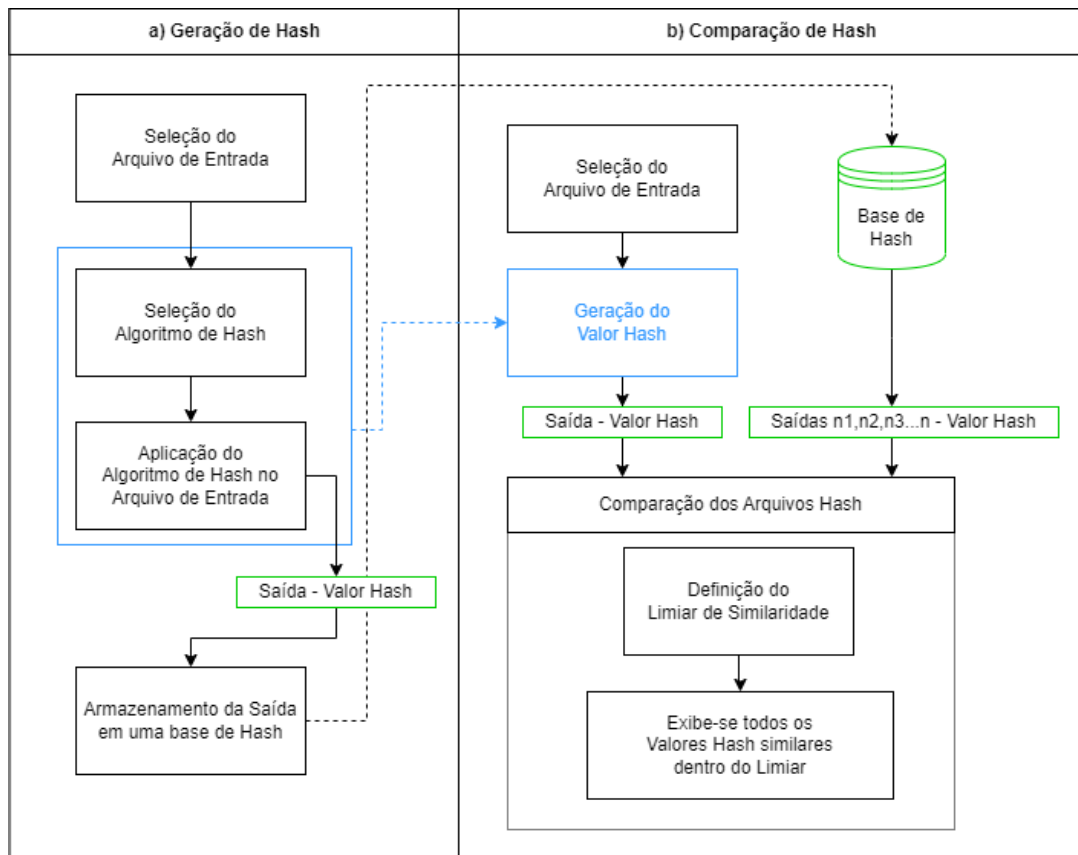 a) Geração de Hash
Seleção do
Arquivo de Entrada
Seleção do
Algoritmo de Hash
Aplicação do
Algoritmo de Hash no
Arquivo de Entrada
Saída - Valor Hash
Armazenamento da Saída
em uma base de Hash
b) Comparação de Hash
Seleção do
Arquivo de Entrada
Base de
Hash
Geração do
Valor Hash
Saída - Valor Hash
Saídas n1,n2,n3...n - Valor Hash
Comparação dos Arquivos Hash
Definição do
Limiar de Similaridade
Exibe-se todos os
Valores Hash similares
dentro do Limiar